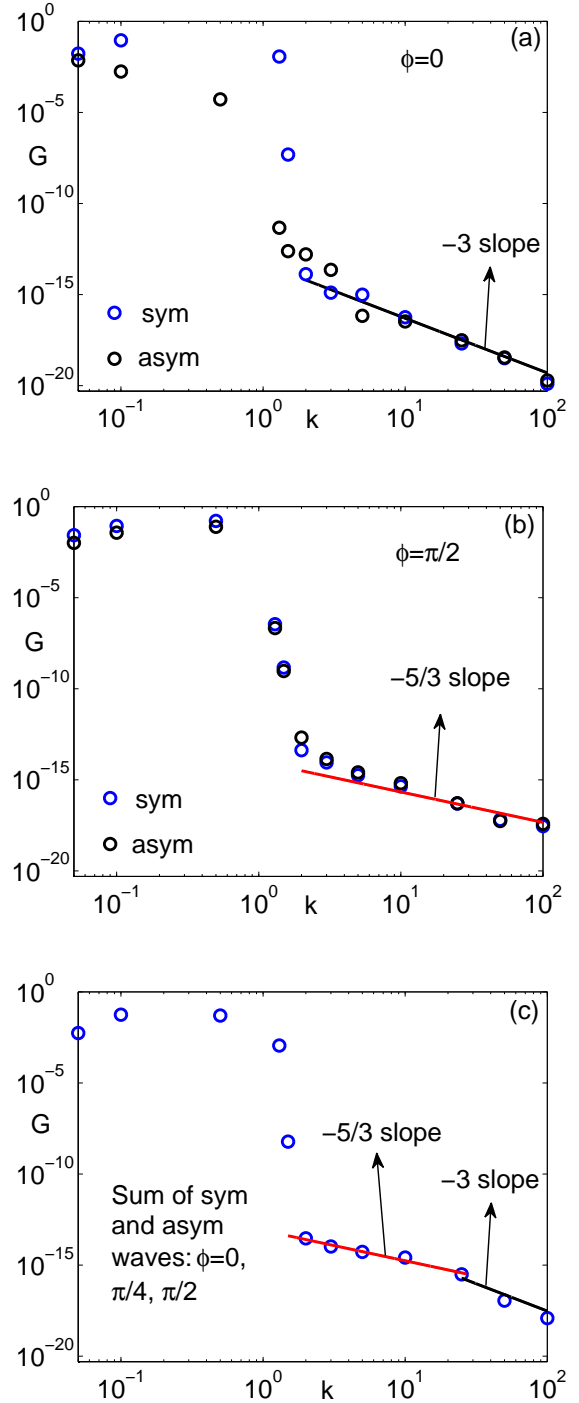 10^0
(a)
φ=0
10^−5
G
10^−10
−3 slope
10^−15
sym
asym
10^−20
10^−1
10^0
10^1
10^2
k
10^0
(b)
φ=π/2
10^−5
G
10^−10
−5/3 slope
10^−15
sym
asym
10^−20
10^−1
10^0
10^1
10^2
k
10^0
(c)
10^−5
G
−5/3 slope
10^−10
−3 slope
Sum of sym
and asym
waves: φ=0,
π/4, π/2
10^−15
10^−20
10^−1
10^0
10^1
10^2
k